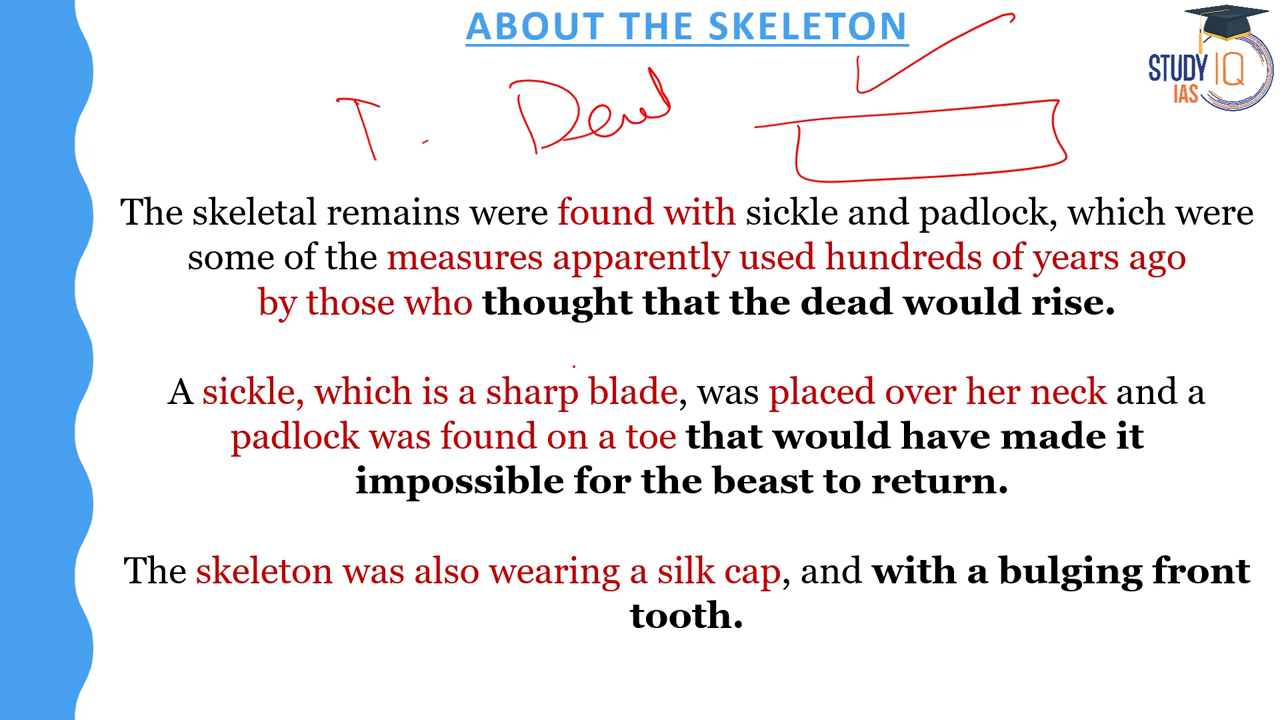 ABOUT THE SKELETON
STUDY IQ
IAS
The skeletal remains were found with sickle and padlock, which were
some of the measures apparently used hundreds of years ago
by those who thought that the dead would rise.
A sickle, which is a sharp blade, was placed over her neck and a
padlock was found on a toe that would have made it
impossible for the beast to return.
The skeleton was also wearing a silk cap, and with a bulging front
tooth.